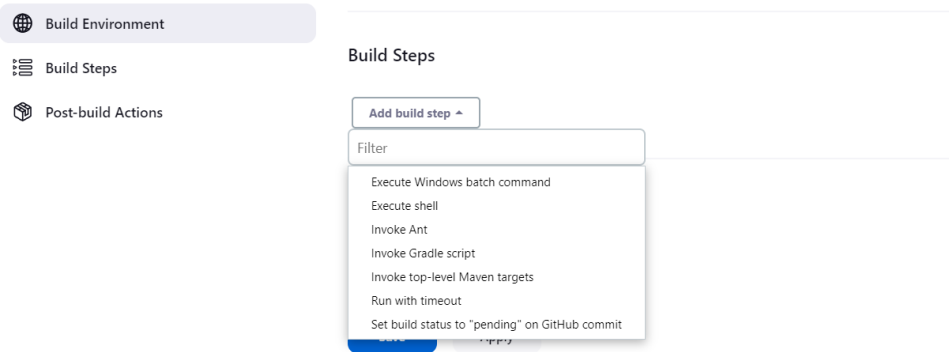 Build Environment
Build Steps
Post-build Actions
Build Steps
Add build step
Filter
Execute Windows batch command
Execute shell
Invoke Ant
Invoke Gradle script
Invoke top-level Maven targets
Run with timeout
Set build status to "pending" on GitHub commit
Save
Apply